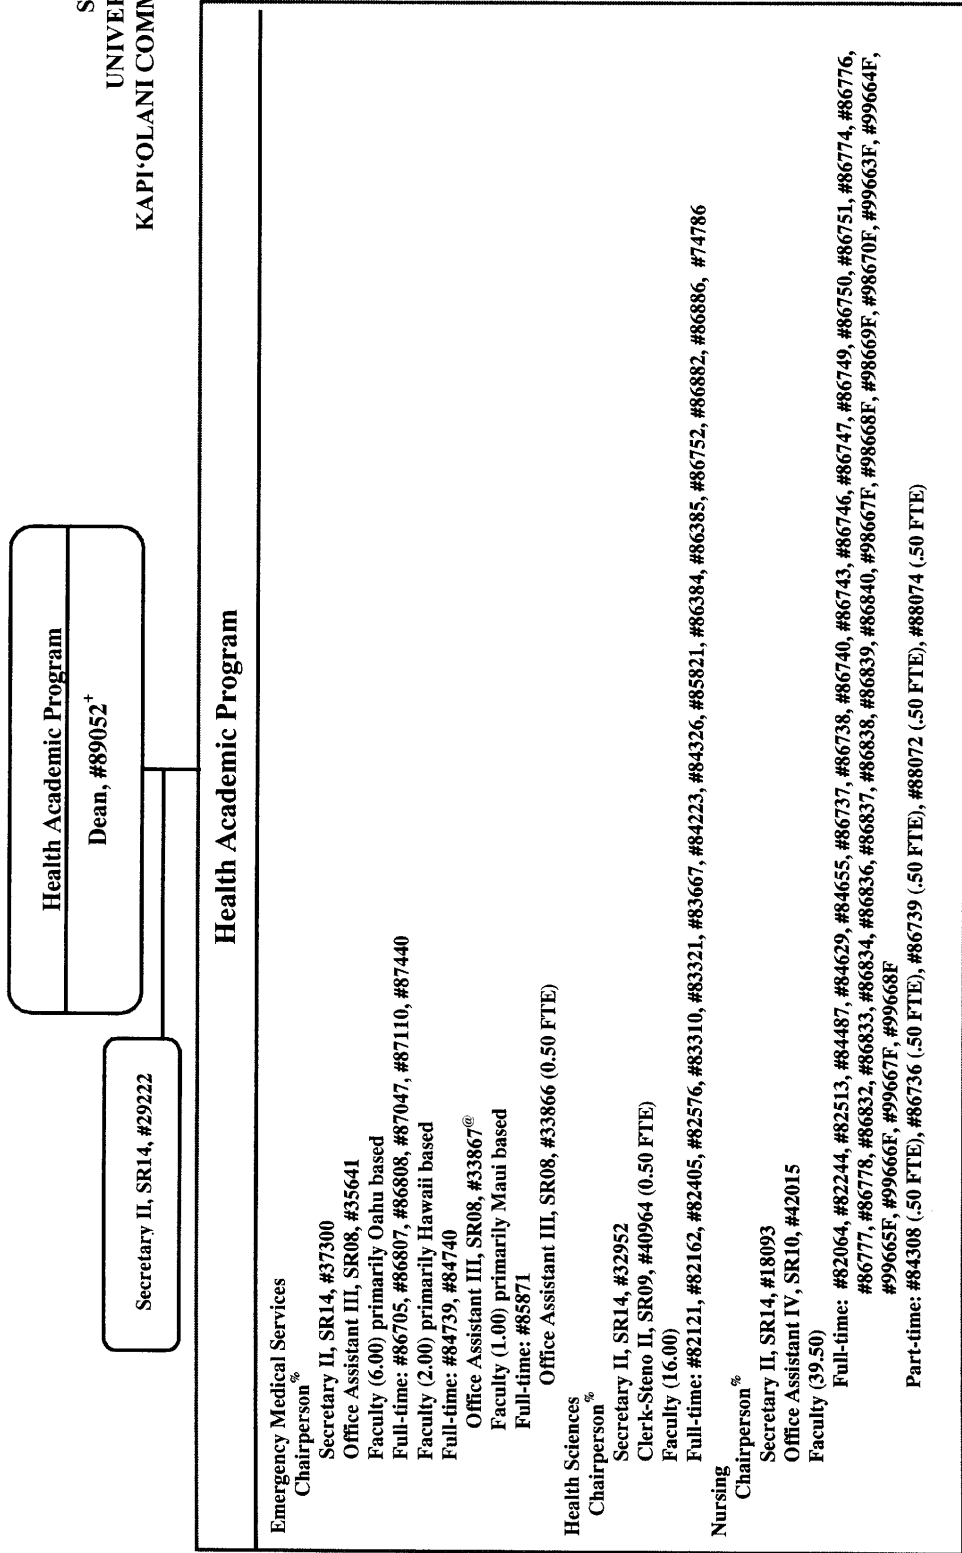 S
UNIVER
KAPI‘OLANI COMM
Health Academic Program
Dean, #89052+
Secretary II, SR14, #29222
Health Academic Program
Emergency Medical Services
Chairperson%
Secretary II, SR14, #37300
Office Assistant III, SR08, #35641
Faculty (6.00) primarily Oahu based
Full-time: #86705, #86807, #86808, #87047, #87110, #87440
Faculty (2.00) primarily Hawaii based
Full-time: #84739, #84740
Office Assistant III, SR08, #33867@
Faculty (1.00) primarily Maui based
Full-time: #85871
Office Assistant III, SR08, #33866 (0.50 FTE)
Health Sciences
Chairperson%
Secretary II, SR14, #32952
Clerk-Steno II, SR09, #40964 (0.50 FTE)
Faculty (16.00)
Full-time: #82121, #82162, #82405, #82576, #83310, #83321, #83667, #84223, #84326, #85821, #86384, #86385, #86752, #86882, #86886, #74786
Nursing
Chairperson%
Secretary II, SR14, #18093
Office Assistant IV, SR10, #42015
Faculty (39.50)
Full-time: #82064, #82244, #82513, #84487, #84629, #84655, #86737, #86738, #86740, #86743, #86746, #86747, #86749, #86750, #86751, #86774, #86776,
#86777, #86778, #86832, #86833, #86834, #86836, #86837, #86838, #86839, #86840, #98667F, #98668F, #98669F, #98670F, #99663F, #99664F,
#99665F, #99666F, #99667F, #99668F
Part-time: #84308 (.50 FTE), #86736 (.50 FTE), #86739 (.50 FTE), #88072 (.50 FTE), #88074 (.50 FTE)